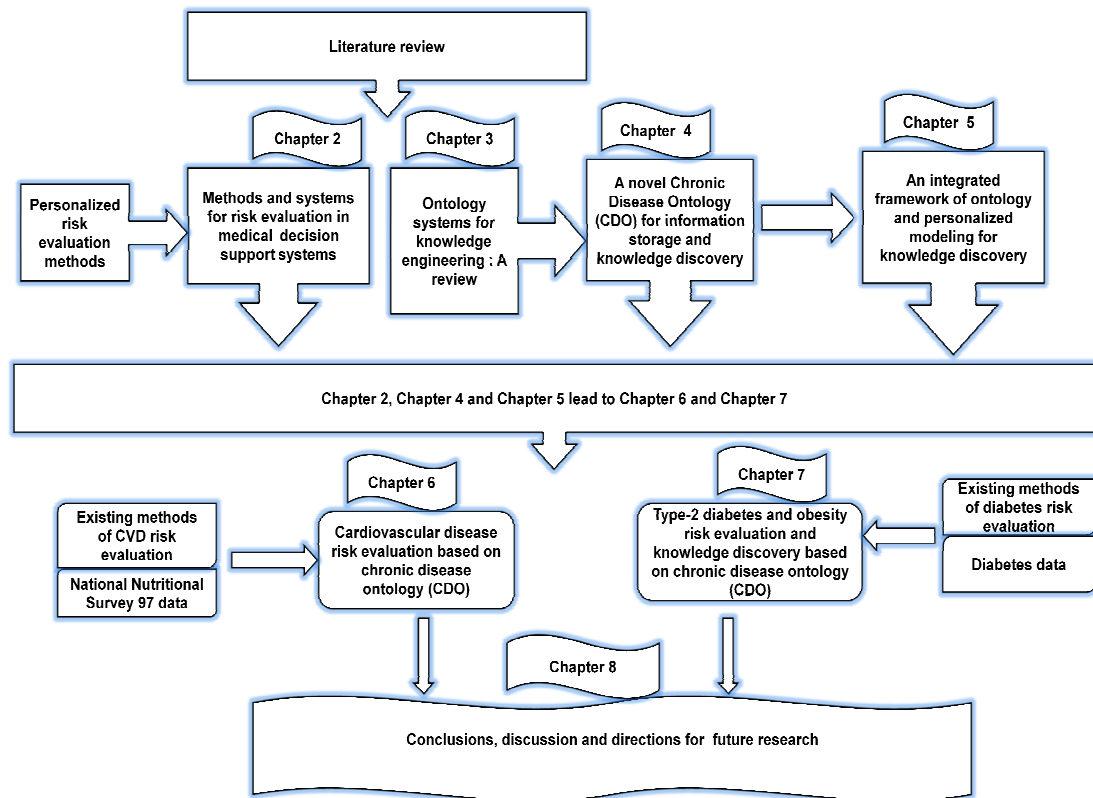 Literature review
Chapter 2
Chapter 3
Chapter 4
Chapter 5
Personalized
risk
evaluation
methods
Methods and systems
for risk evaluation in
medical decision
support systems
Ontology
systems for
knowledge
engineering : A
review
A novel Chronic
Disease Ontology
(CDO) for information
storage and
knowledge discovery
An integrated
framework of ontology
and personalized
modeling for
knowledge discovery
Chapter 2, Chapter 4 and Chapter 5 lead to Chapter 6 and Chapter 7
Chapter 6
Chapter 7
Existing methods
of CVD risk
evaluation
National Nutritional
Survey 97 data
Cardiovascular disease
risk evaluation based on
chronic disease
ontology (CDO)
Type-2 diabetes and obesity
risk evaluation and
knowledge discovery based
on chronic disease ontology
(CDO)
Existing methods
of diabetes risk
evaluation
Diabetes data
Chapter 8
Conclusions, discussion and directions for future research